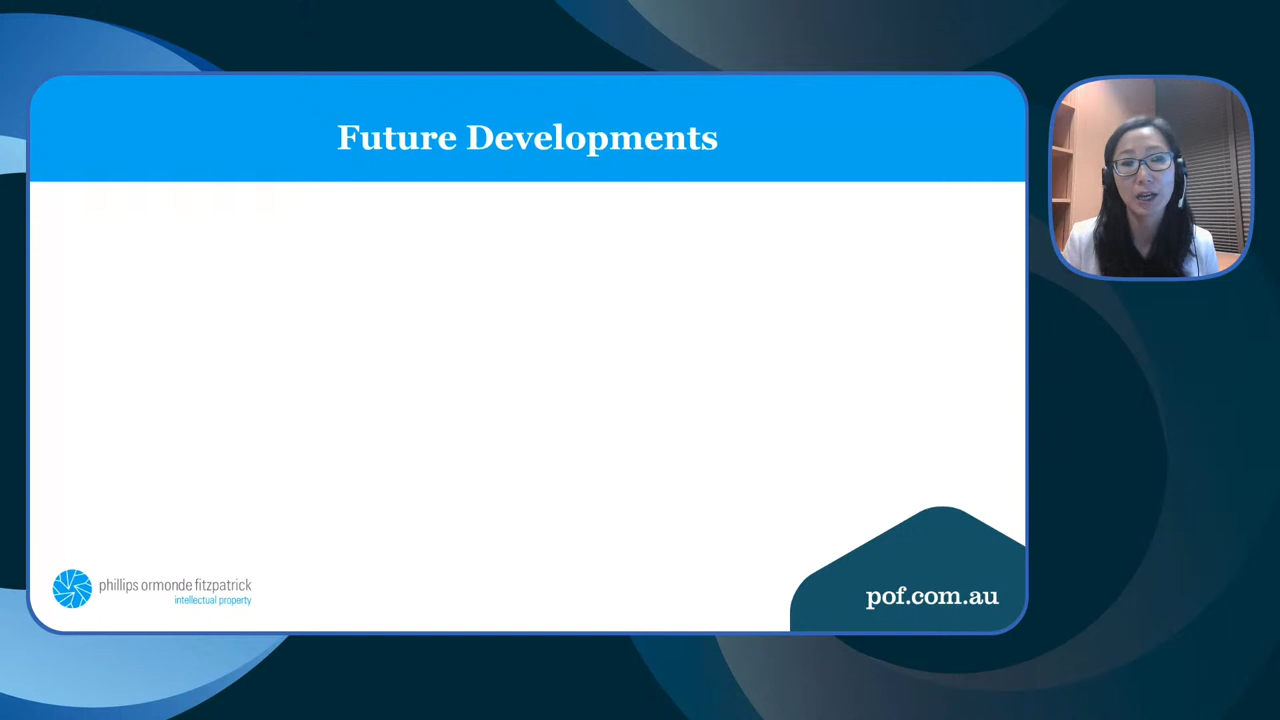 Future Developments
phillips ormonde fitzpatrick
intellectual property
pof.com.au